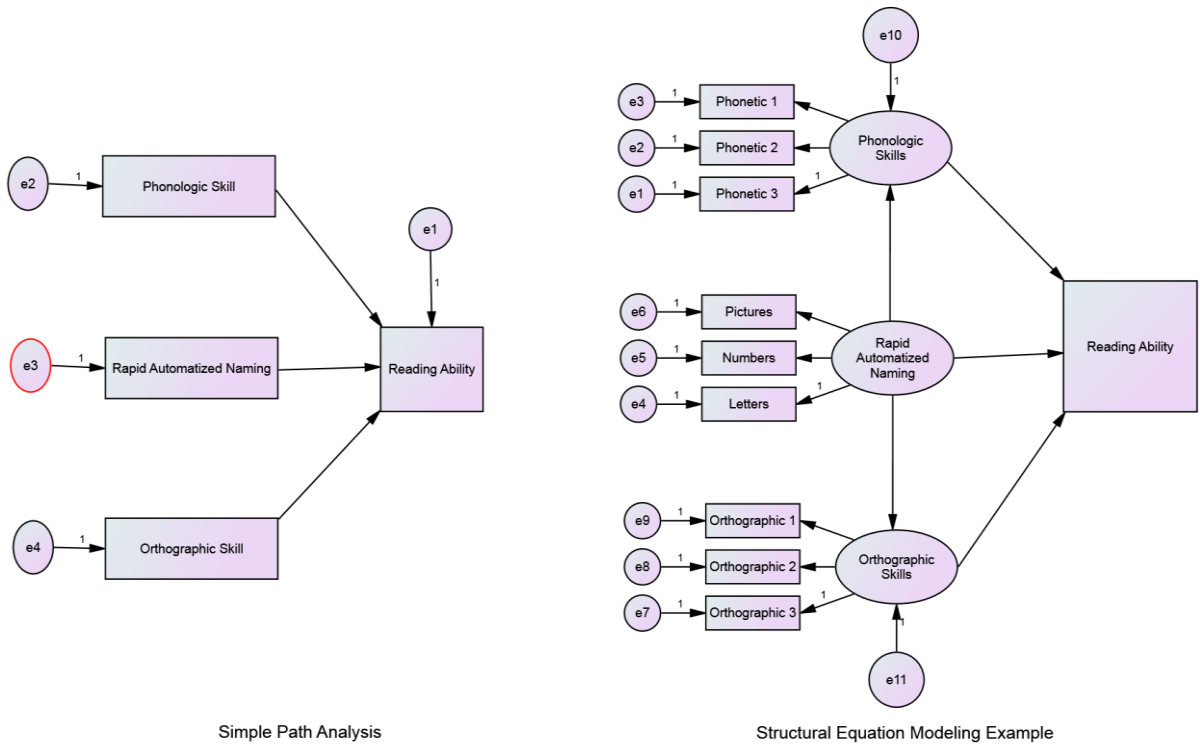 e2
1
Phonologic Skill
e1
1
e3
1
Rapid Automatized Naming
Reading Ability
e4
1
Orthographic Skill
Simple Path Analysis
e10
1
e3
1
Phonetic 1
e2
1
Phonetic 2
Phonologic
Skills
e1
1
Phonetic 3
1
e6
1
Pictures
e5
1
Numbers
Rapid
Automatized
Naming
e4
1
Letters
1
Reading Ability
e9
1
Orthographic 1
e8
1
Orthographic 2
Orthographic
Skills
e7
1
Orthographic 3
1
1
e11
Structural Equation Modeling Example